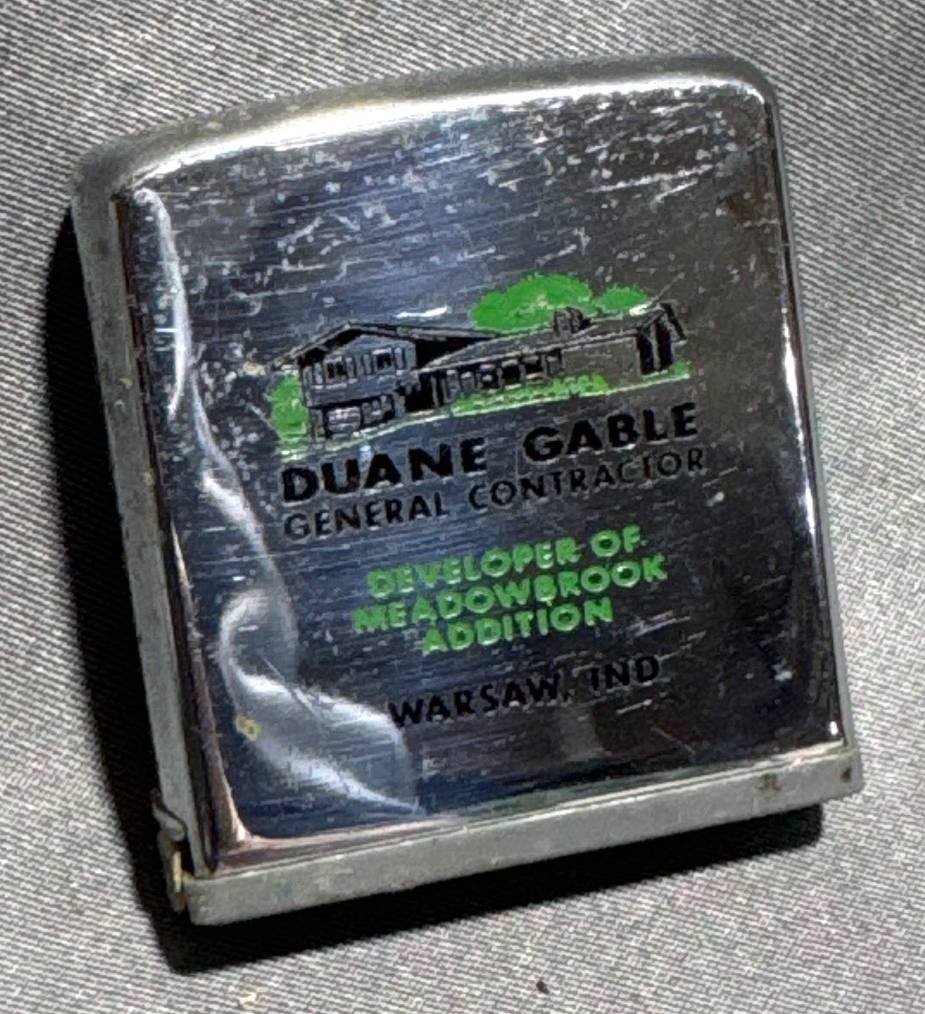 DUANE GABLE
GENERAL CONTRACTOR
DEVELOPER OF
MEADOWBROOK
ADDITION
WARSAW, IND